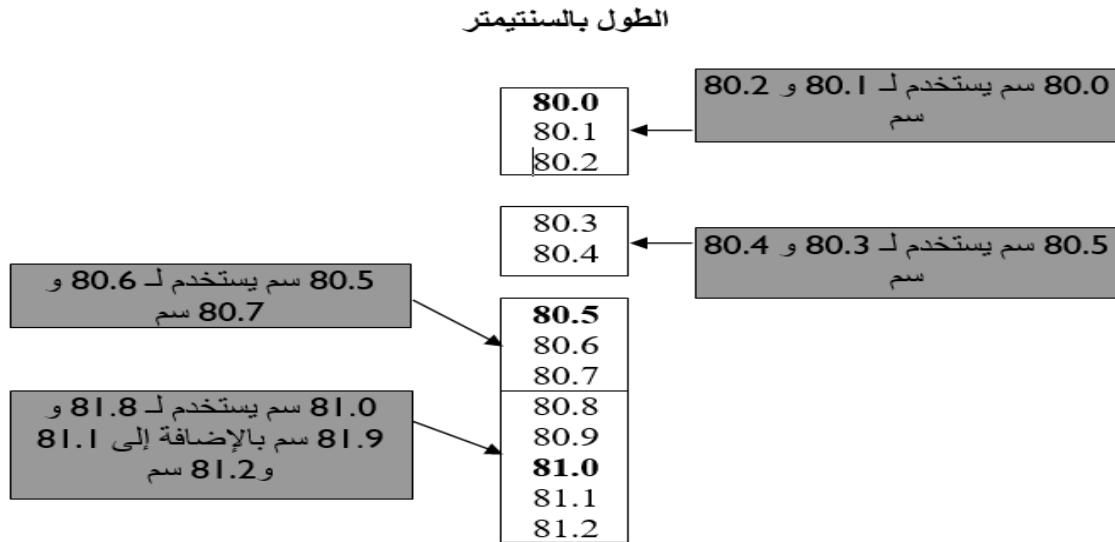 الطول بالسنتيمتر
80.0 سم يستخدم لـ 80.1 و 80.2
سم
80.0
80.1
80.2
80.3
80.4
80.5 سم يستخدم لـ 80.3 و 80.4
سم
80.5 سم يستخدم لـ 80.6 و
80.7 سم
80.5
80.6
80.7
81.0 سم يستخدم لـ 81.8 و
81.9 سم بالإضافة إلى 81.1
و81.2 سم
80.8
80.9
81.0
81.1
81.2